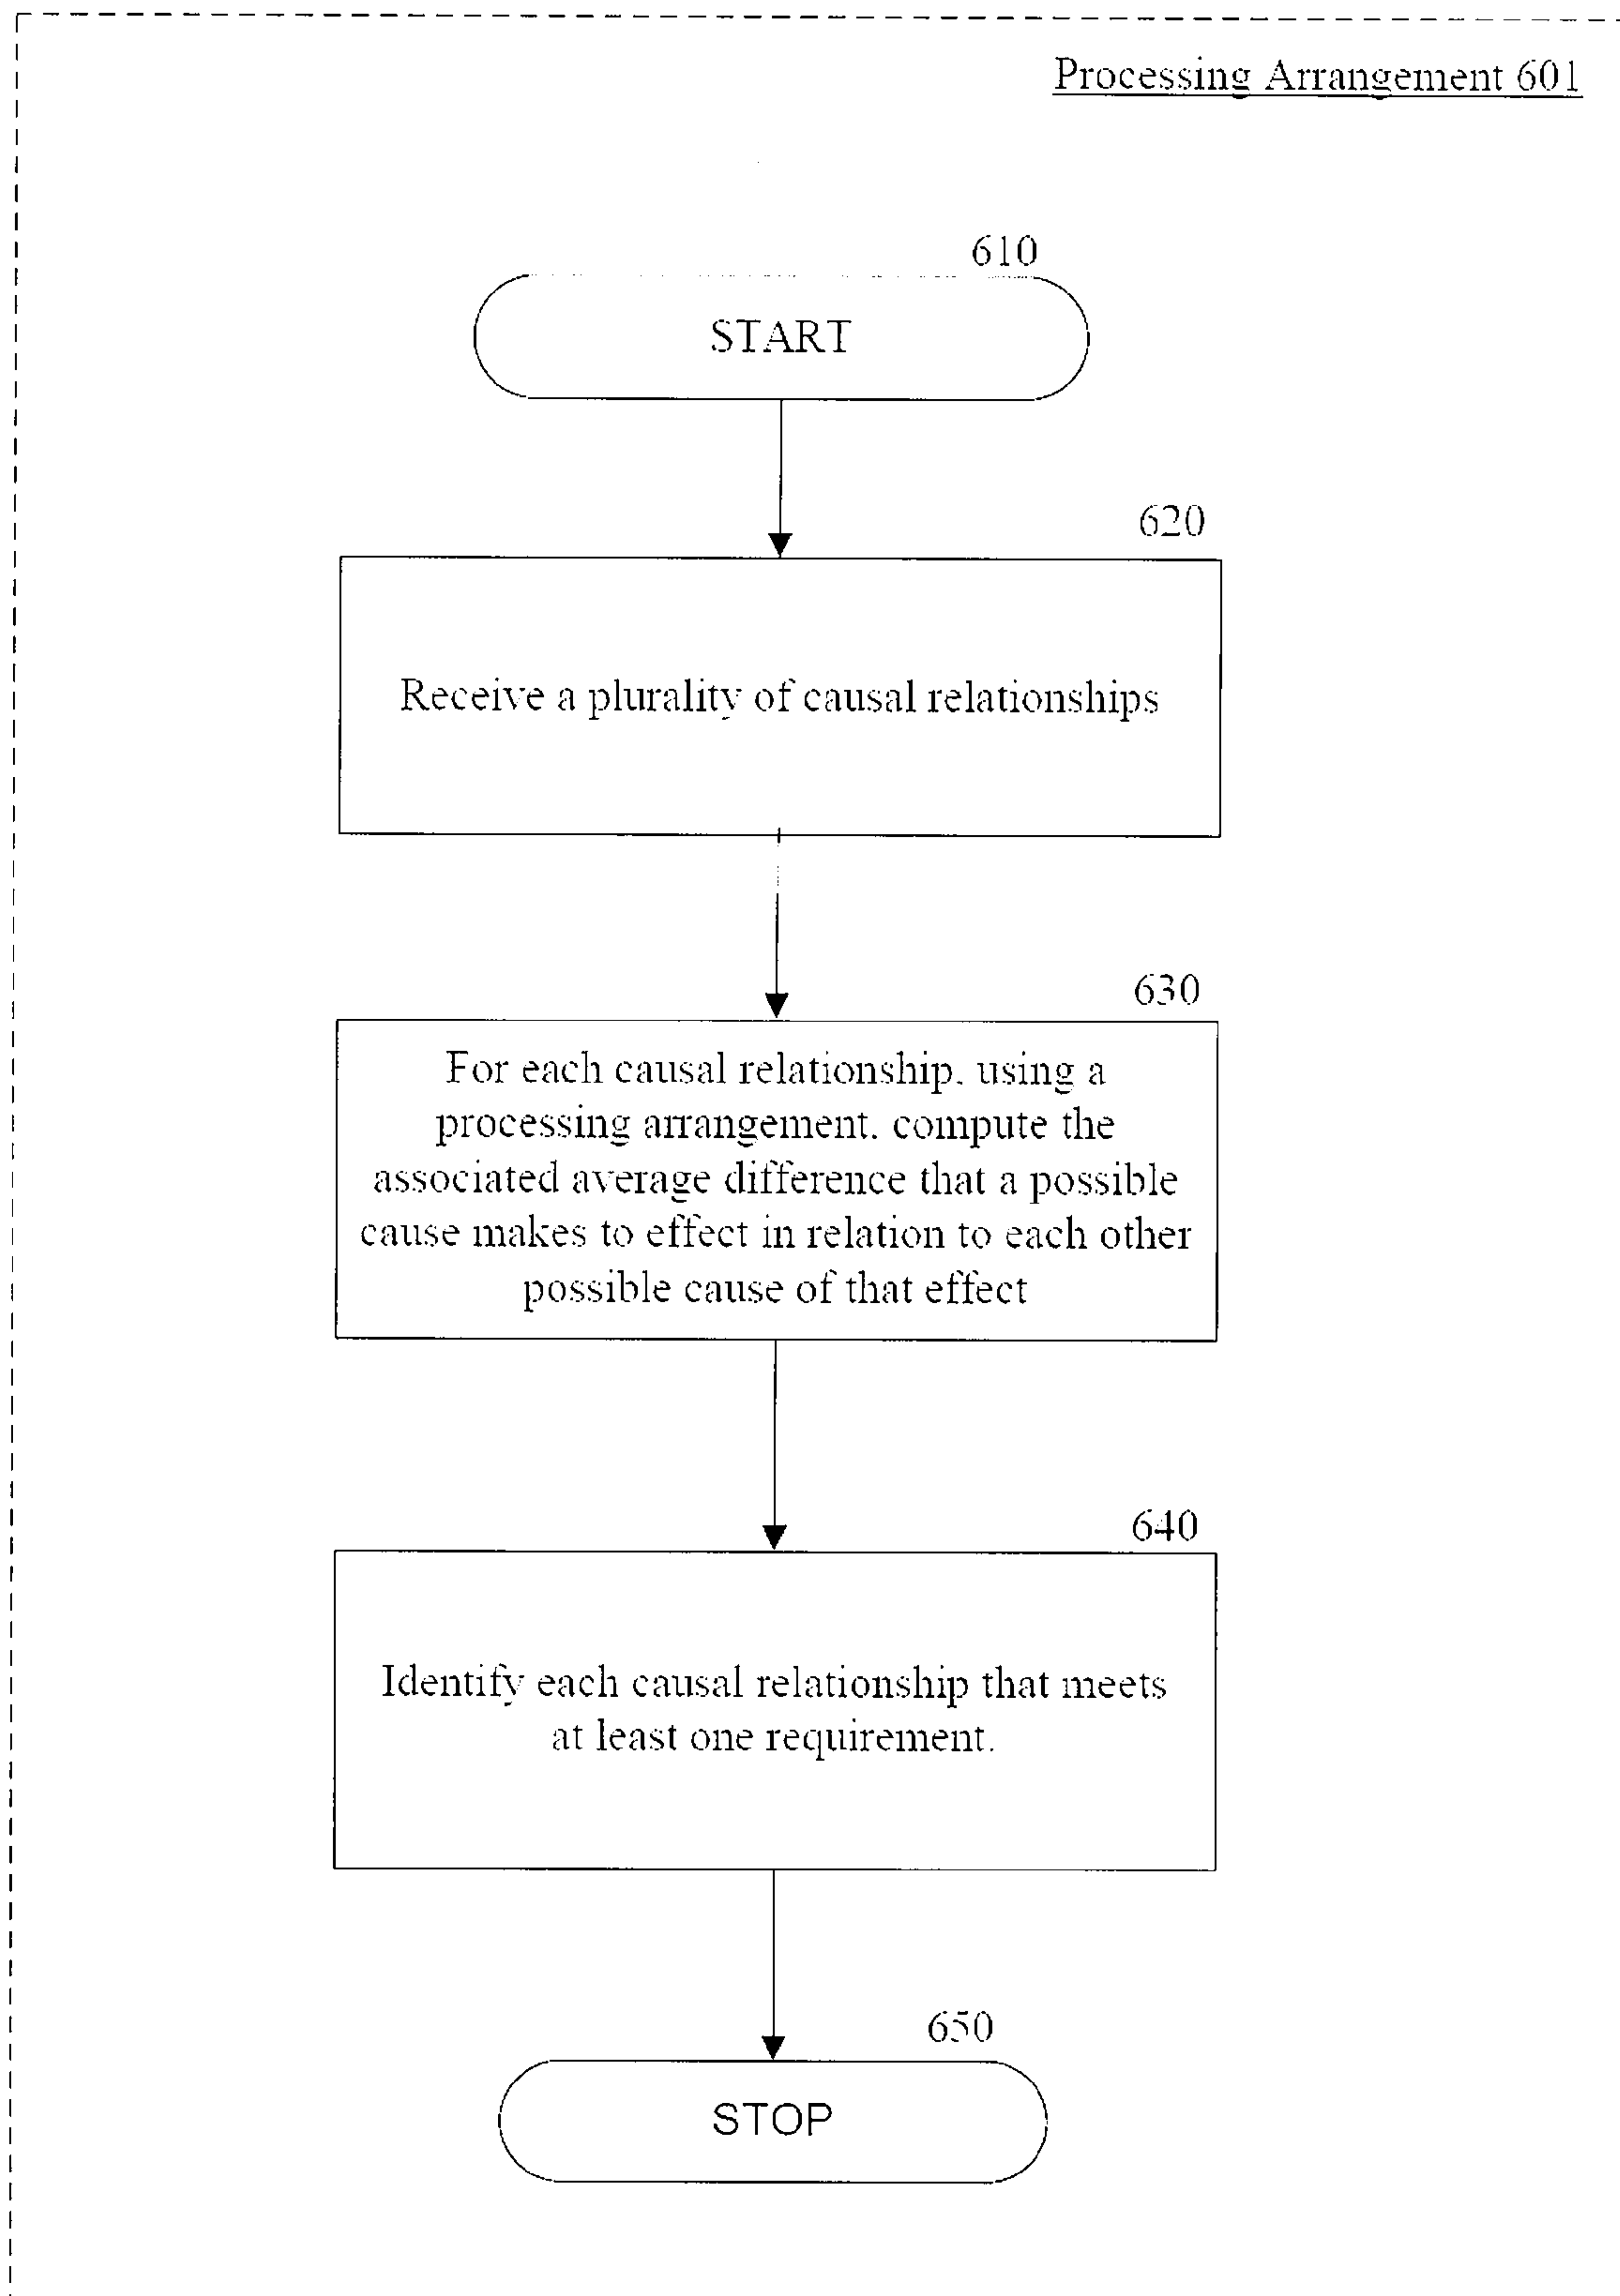 Processing Arrangement 601
610
START
620
Receive a plurality of causal relationships
630
For each causal relationship, using a
processing arrangement, compute the
associated average difference that a possible
cause makes to effect in relation to each other
possible cause of that effect
640
Identify each causal relationship that meets
at least one requirement.
650
STOP